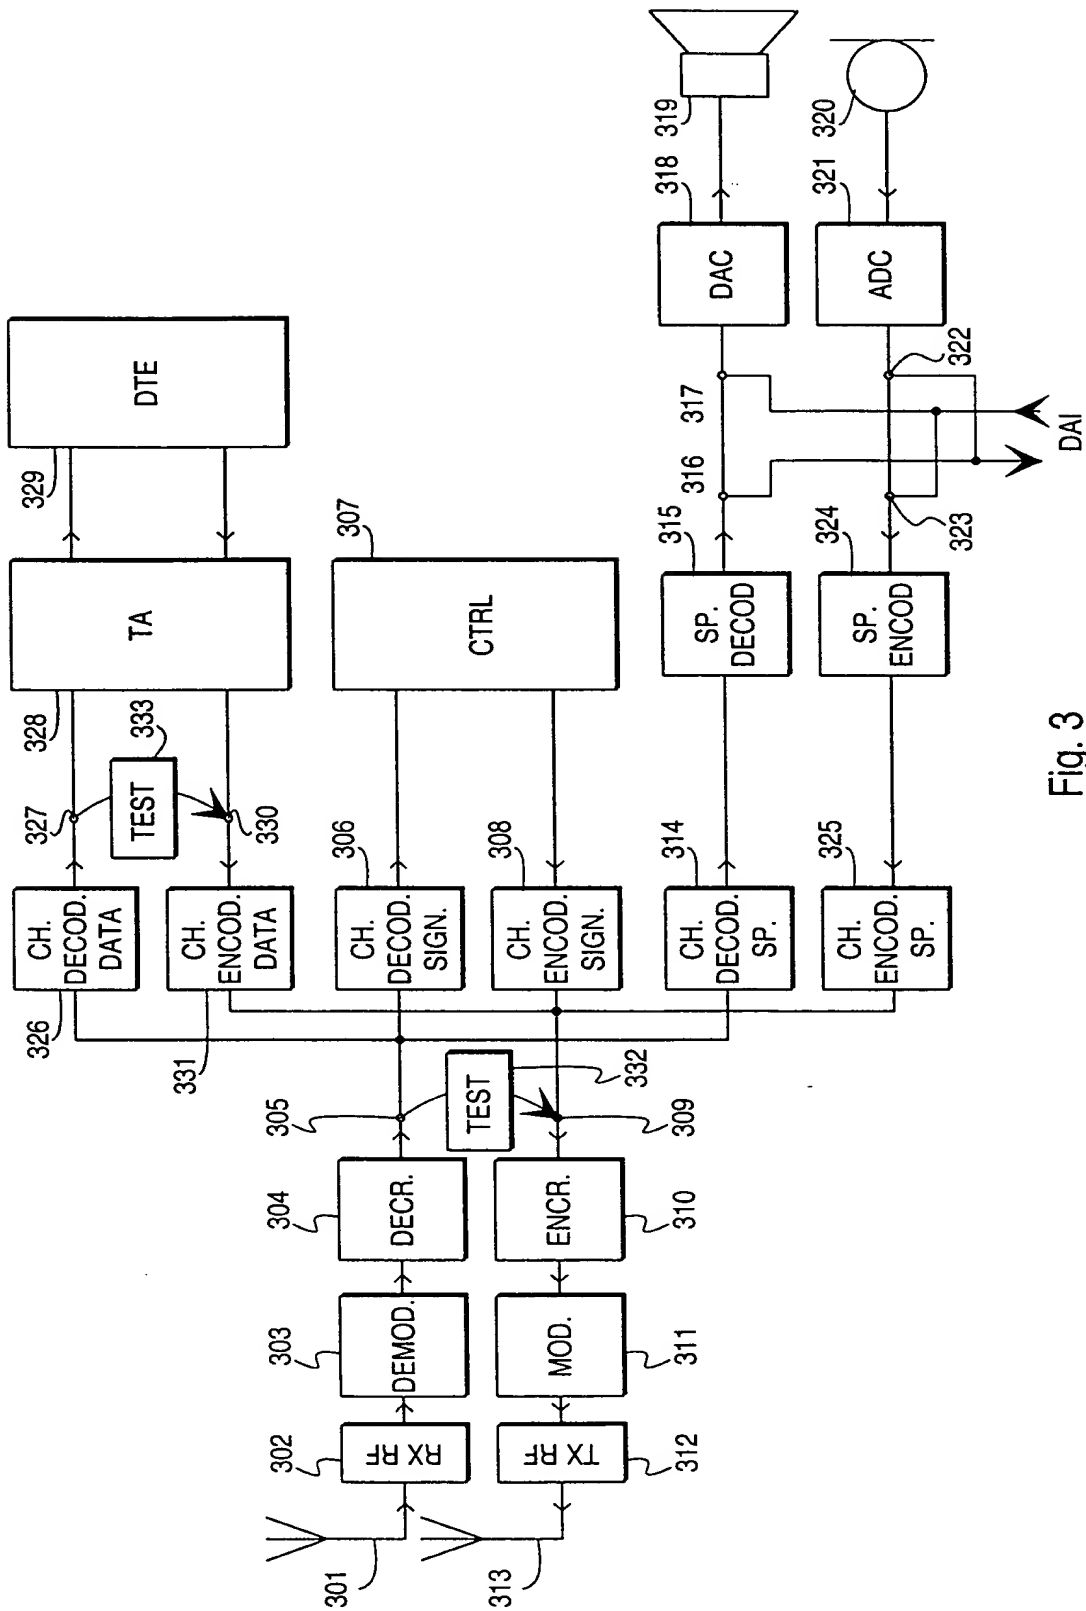 329
DTE
328
TA
333
TEST
327
330
326
CH.
DECOD.
DATA
331
CH.
ENCOD.
DATA
307
CTRL
306
CH.
DECOD.
SIGN.
308
CH.
ENCOD.
SIGN.
305
TEST
332
309
304
DECR.
ENCR.
310
303
DEMOD.
MOD.
311
302
RX RF
TX RF
312
301
313
319
320
318
DAC
321
ADC
317
322
316
323
DAI
315
SP.
DECOD
324
SP.
ENCOD
314
CH.
DECOD.
SP.
325
CH.
ENCOD.
SP.
Fig. 3